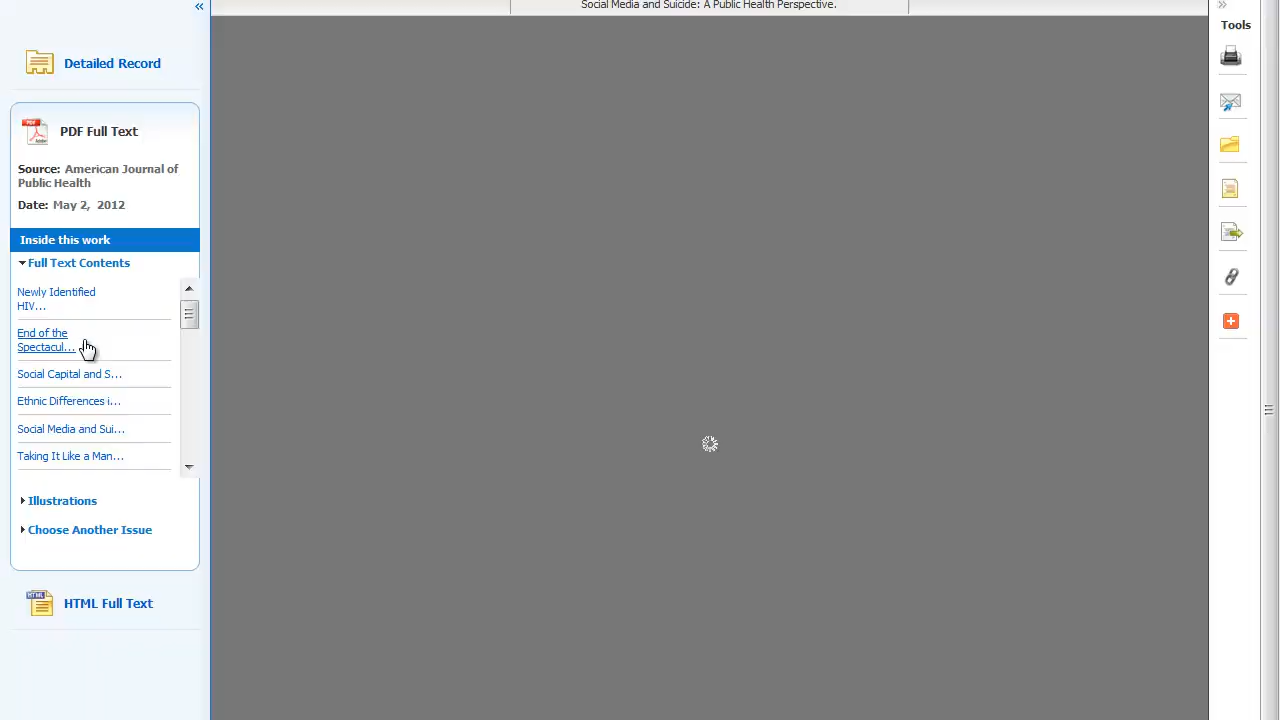 Social Media and Suicide: A Public Health Perspective.
Tools
Detailed Record
PDF Full Text
Source: American Journal of
Public Health
Date: May 2, 2012
Inside this work
Full Text Contents
Newly Identified
HIV...
End of the
Spectacul...
Social Capital and S...
Ethnic Differences i...
Social Media and Sui...
Taking It Like a Man...
Illustrations
Choose Another Issue
HTML Full Text